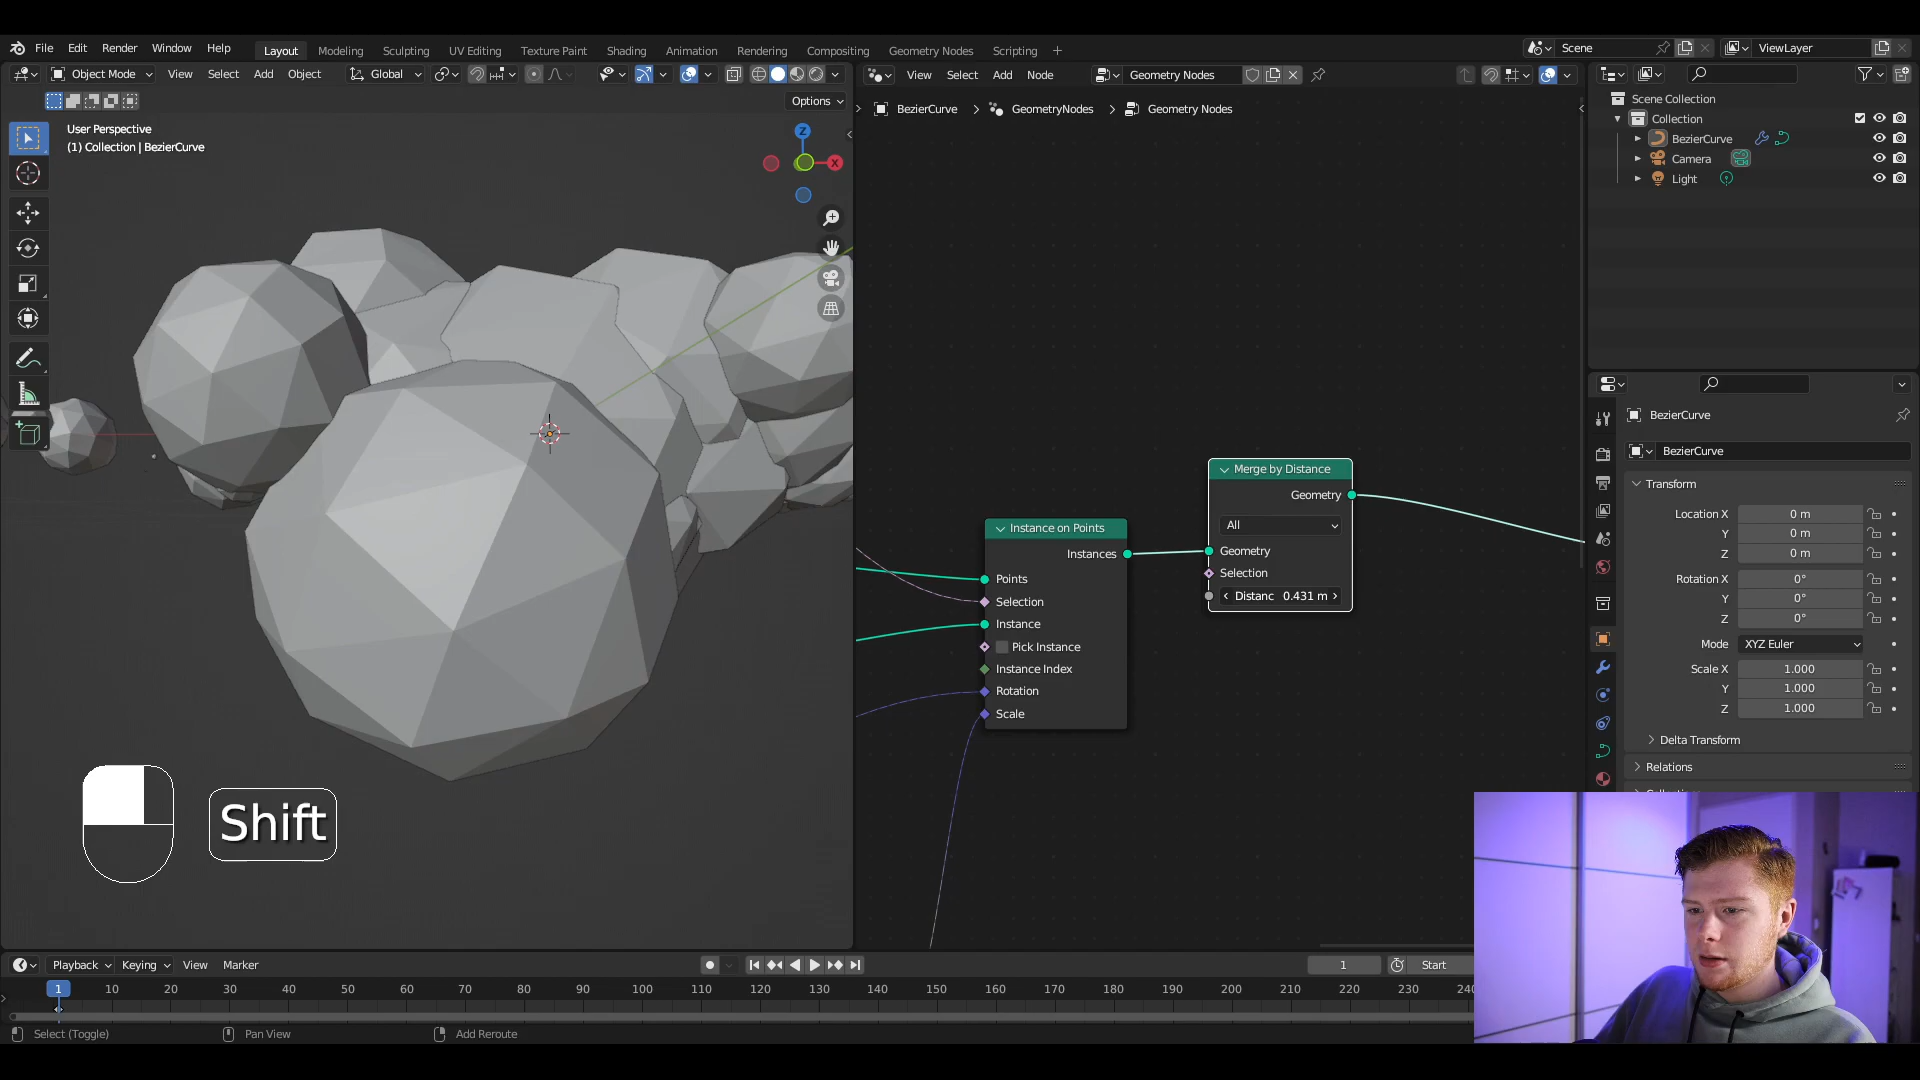 File Edit Render Window Help Layout Modeling Sculpting UV Editing Texture Paint Shading Animation Rendering Compositing Geometry Nodes Scripting + Scene ViewLayer
Object Mode View Select Add Object Global
View Select Add Node Geometry Nodes
Options
BezierCurve > GeometryNodes > Geometry Nodes
User Perspective
(1) Collection | BezierCurve
Z
X
Scene Collection
Collection
BezierCurve
Camera
Light
Merge by Distance
Geometry
All
Geometry
Selection
Distanc 0.431 m
Instance on Points
Instances
Points
Selection
Instance
Pick Instance
Instance Index
Rotation
Scale
BezierCurve
BezierCurve
Transform
Location X 0 m
Y 0 m
Z 0 m
Rotation X 0°
Y 0°
Z 0°
Mode XYZ Euler
Scale X 1.000
Y 1.000
Z 1.000
Delta Transform
Relations
Shift
Playback Keying View Marker 1 Start
1 10 20 30 40 50 60 70 80 90 100 110 120 130 140 150 160 170 180 190 200 210 220 230
Select (Toggle) Pan View Add Reroute